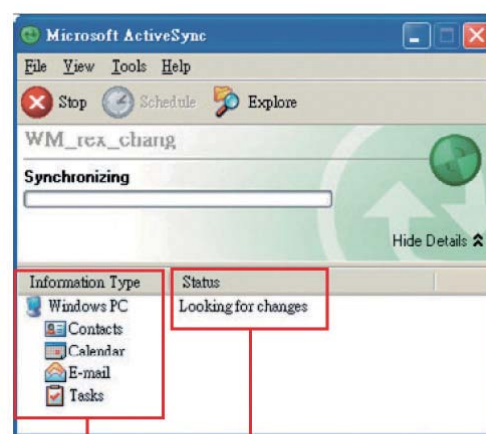 Microsoft ActiveSync
File View Tools Help
Stop Schedule Explore
WM_rex_chang
Synchronizing
Hide Details
Information Type Status
Windows PC Looking for changes
Contacts
Calendar
E-mail
Tasks